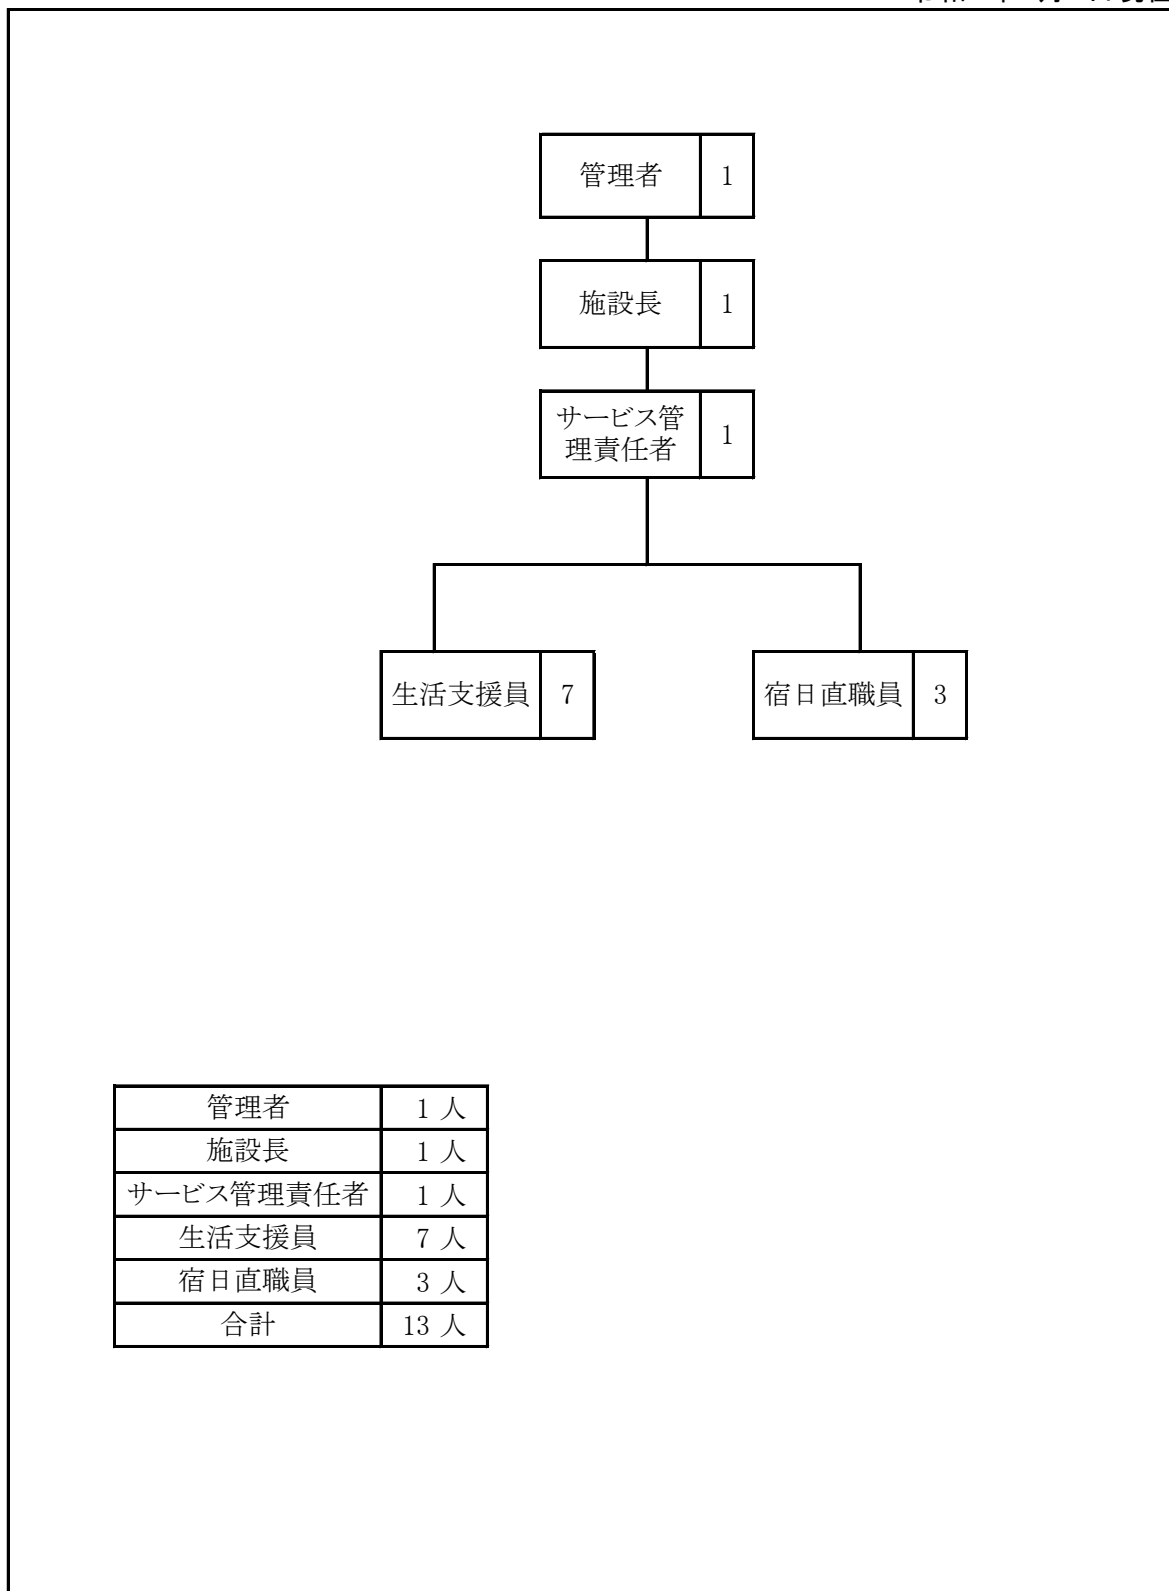 管理者 1
施設長 1
サービス管
理責任者 1
生活支援員 7 宿日直職員 3
管理者 1 人
施設長 1 人
サービス管理責任者 1 人
生活支援員 7 人
宿日直職員 3 人
合計 13 人